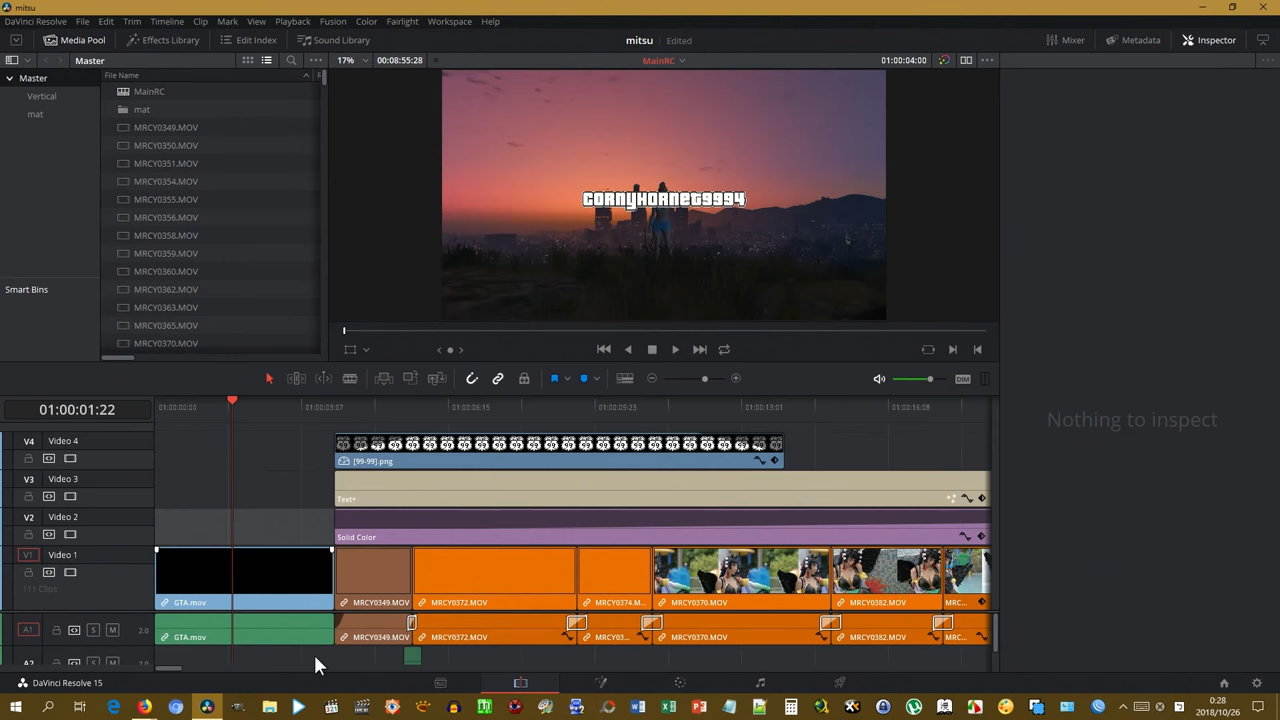 mitsu
DaVinci Resolve File Edit Trim Timeline Clip Mark View Playback Fusion Color Fairlight Workspace Help
Media Pool Effects Library Edit Index Sound Library mitsu Edited Mixer Metadata Inspector
Master 17% 00:08:55:28 MainRC 01:00:04:00
Master File Name
Vertical MainRC
mat mat
MRCY0349.MOV
MRCY0350.MOV
MRCY0351.MOV
MRCY0354.MOV
MRCY0355.MOV
MRCY0356.MOV
MRCY0358.MOV
MRCY0359.MOV
MRCY0360.MOV
MRCY0362.MOV
MRCY0363.MOV
MRCY0365.MOV
MRCY0370.MOV
Smart Bins
cornyhornet9994
DIM
Nothing to inspect
01:00:01:22 01:00:00:00 01:00:03:07 01:00:06:15 01:00:09:23 01:00:13:01 01:00:16:08
V4 Video 4
[99-99].png
V3 Video 3
Text+
V2 Video 2
Solid Color
V1 Video 1
111 Clips
GTA.mov MRCY0349.MOV MRCY0372.MOV MRCY0374.M... MRCY0370.MOV MRCY0382.MOV MRC...
A1 S M 2.0 GTA.mov MRCY0349.MOV MRCY0372.MOV MRCY03... MRCY0370.MOV MRCY0382.MOV MRC...
A2 S M 2.0
DaVinci Resolve 15
0:28
2018/10/26